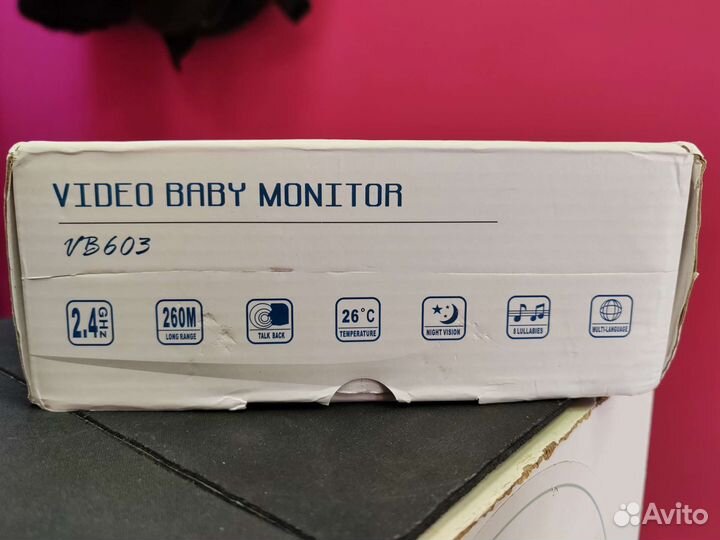 VIDEO BABY MONITOR
VB603
2.4 GHz
260M
LONG RANGE
TALK BACK
26°C
TEMPERATURE
NIGHT VISION
8 LULLABIES
MULTI-LANGUAGE
Avito